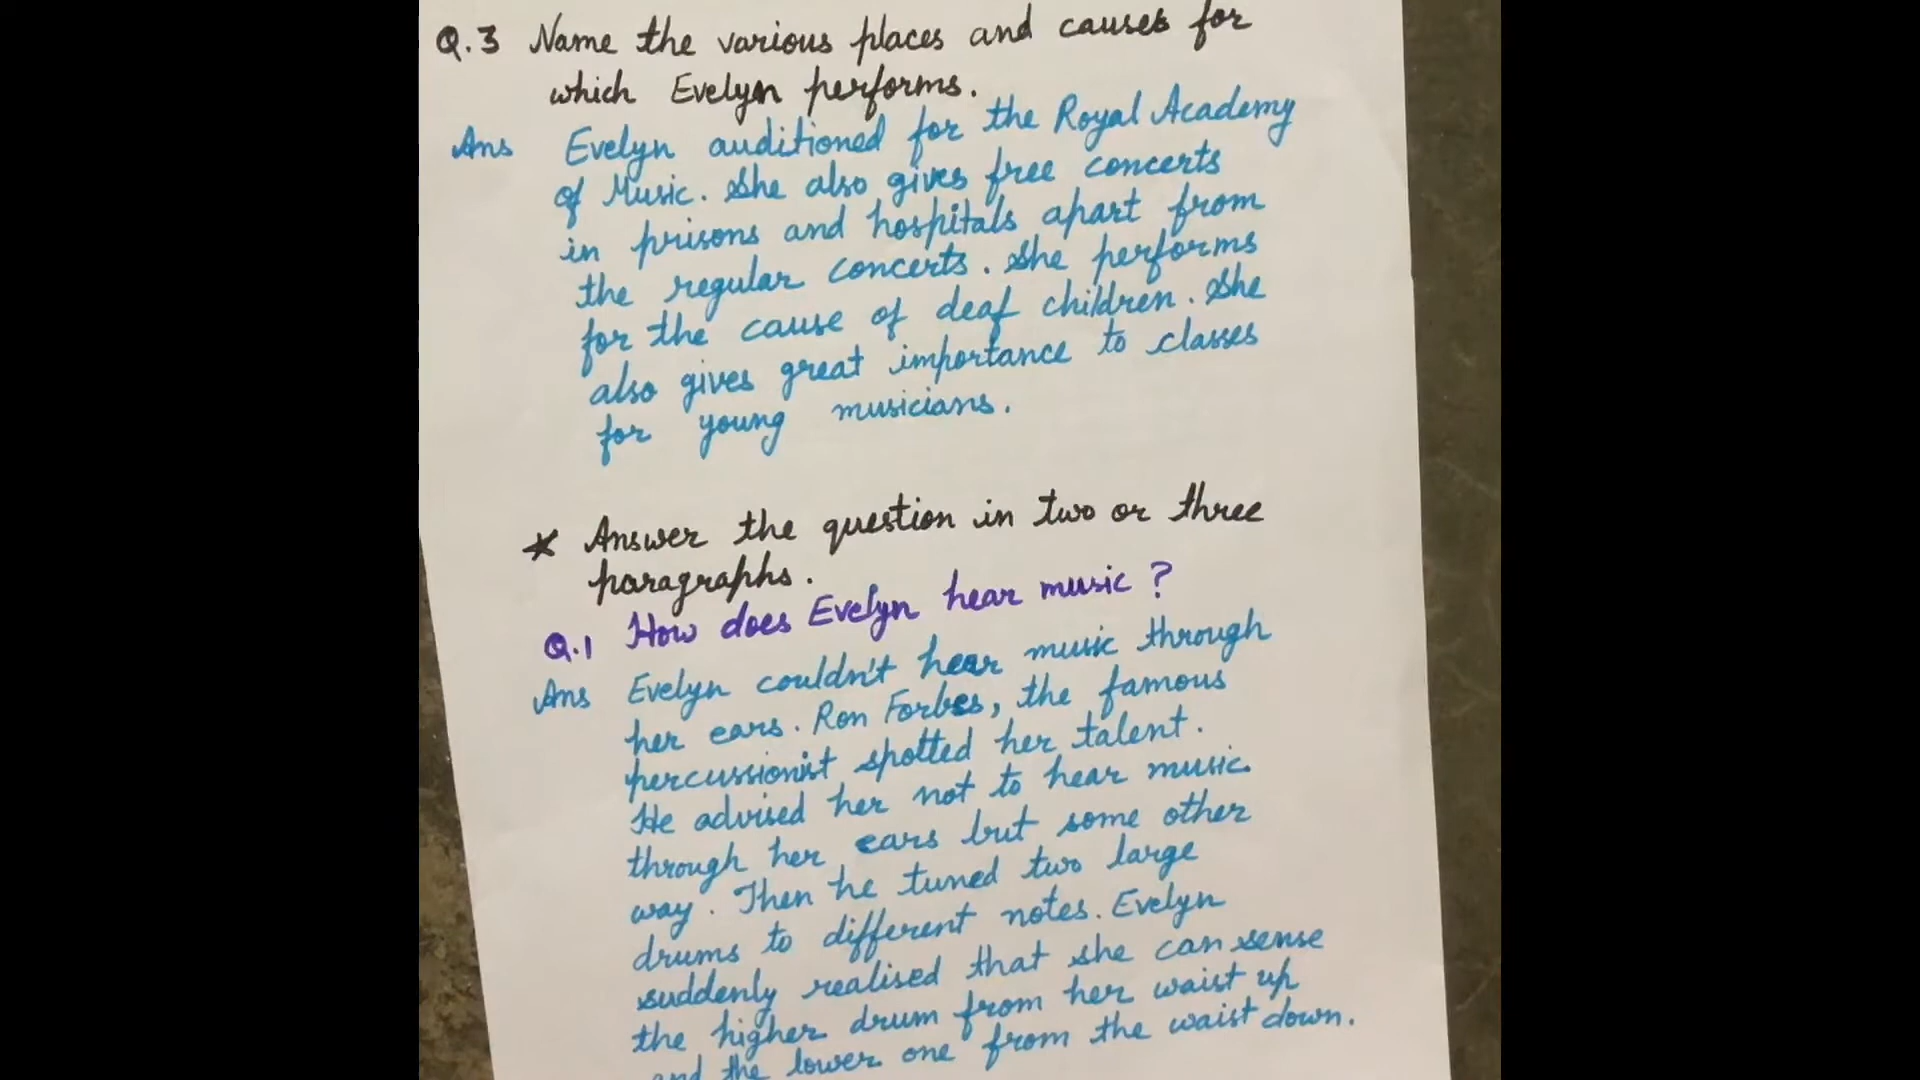 Q.3 Name the various places and causes for
which Evelyn performs.
Ans Evelyn auditioned for the Royal Academy
of Music. She also gives free concerts
in prisons and hospitals apart from
the regular concerts. She performs
for the cause of deaf children. She
also gives great importance to classes
for young musicians.
* Answer the question in two or three
paragraphs.
Q.1 How does Evelyn hear music?
Ans Evelyn couldn't hear music through
her ears. Ron Forbes, the famous
percussionist spotted her talent.
He advised her not to hear music
through her ears but some other
way. Then he tuned two large
drums to different notes. Evelyn
suddenly realised that she can sense
the higher drum from her waist up
and the lower one from the waist down.